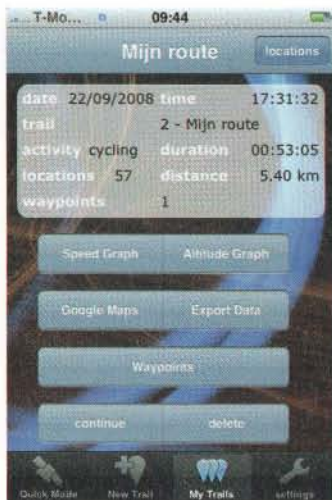 T-Mo... 09:44
Mijn route locations
date 22/09/2008 time 17:31:32
trail 2 - Mijn route
activity cycling duration 00:53:05
locations 57 distance 5.40 km
waypoints 1
Speed Graph Altitude Graph
Google Maps Export Data
Waypoints
continue delete
Quick Mode New Trail My Trails settings